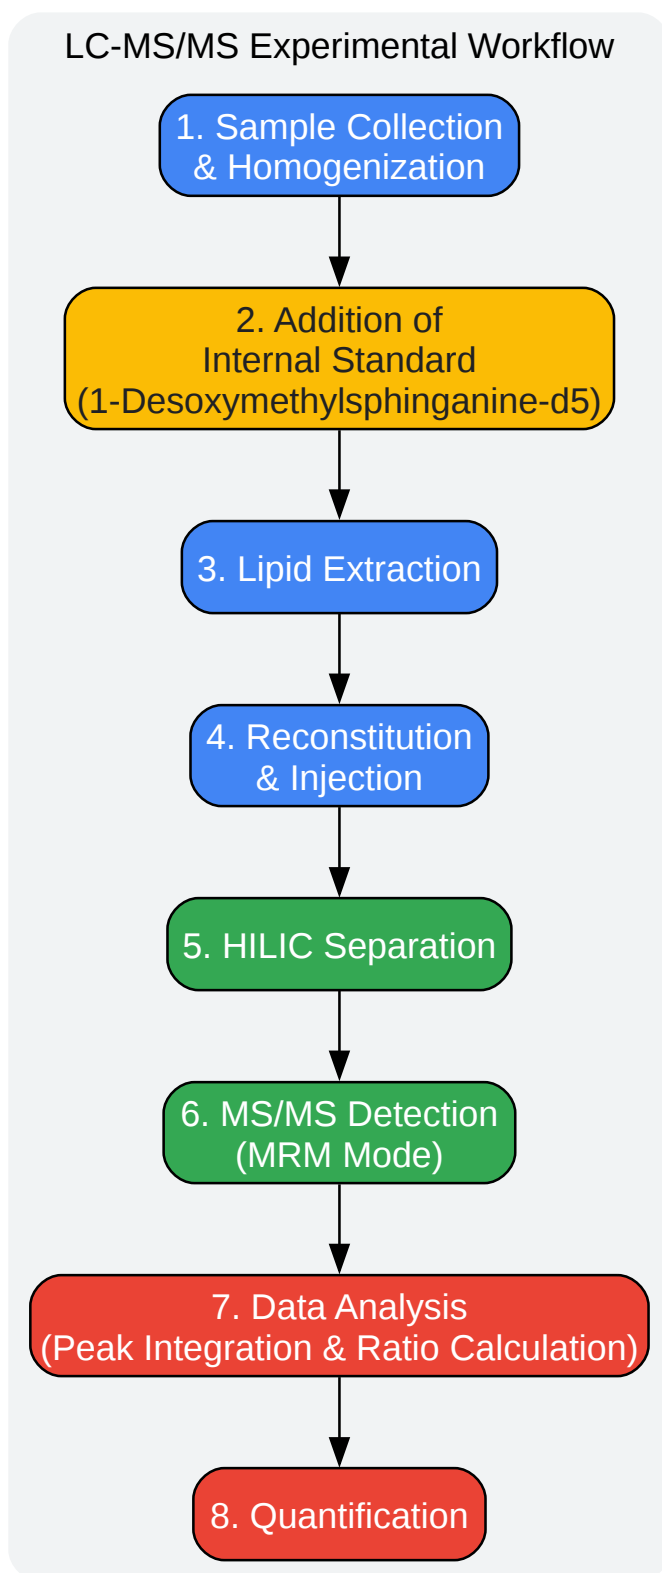 LC-MS/MS Experimental Workflow
1. Sample Collection
& Homogenization
2. Addition of
Internal Standard
(1-Desoxymethylsphinganine-d5)
3. Lipid Extraction
4. Reconstitution
& Injection
5. HILIC Separation
6. MS/MS Detection
(MRM Mode)
7. Data Analysis
(Peak Integration & Ratio Calculation)
8. Quantification